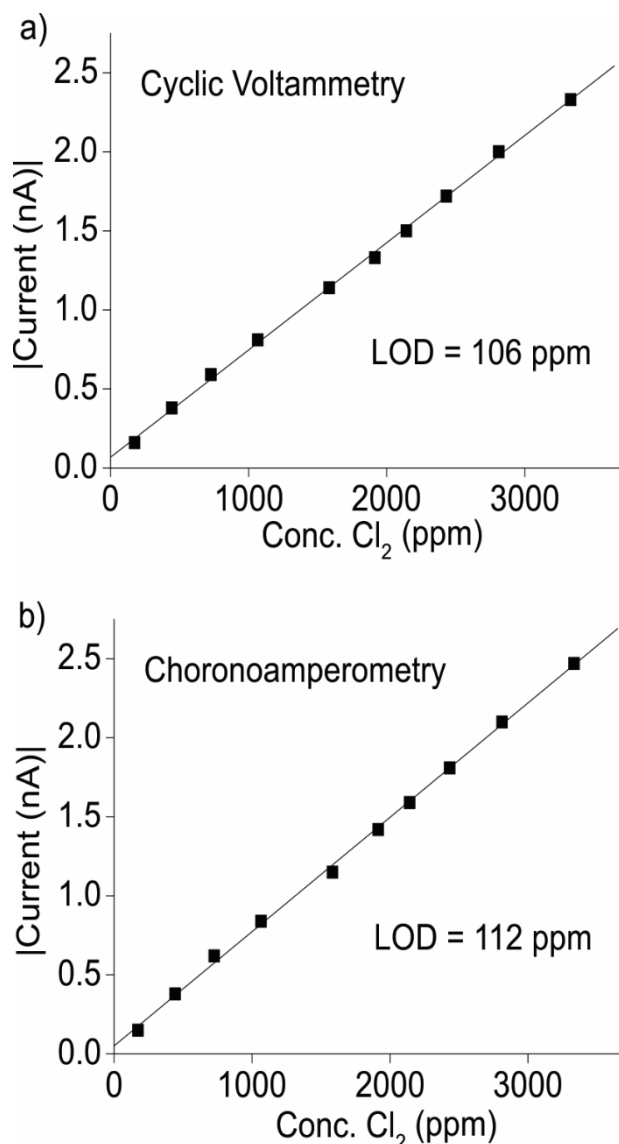 a)
Cyclic Voltammetry
|Current (nA)|
2.5
2.0
1.5
1.0
0.5
0.0
LOD = 106 ppm
0 1000 2000 3000
Conc. Cl₂ (ppm)
b)
Choronoamperometry
|Current (nA)|
2.5
2.0
1.5
1.0
0.5
0.0
LOD = 112 ppm
0 1000 2000 3000
Conc. Cl₂ (ppm)